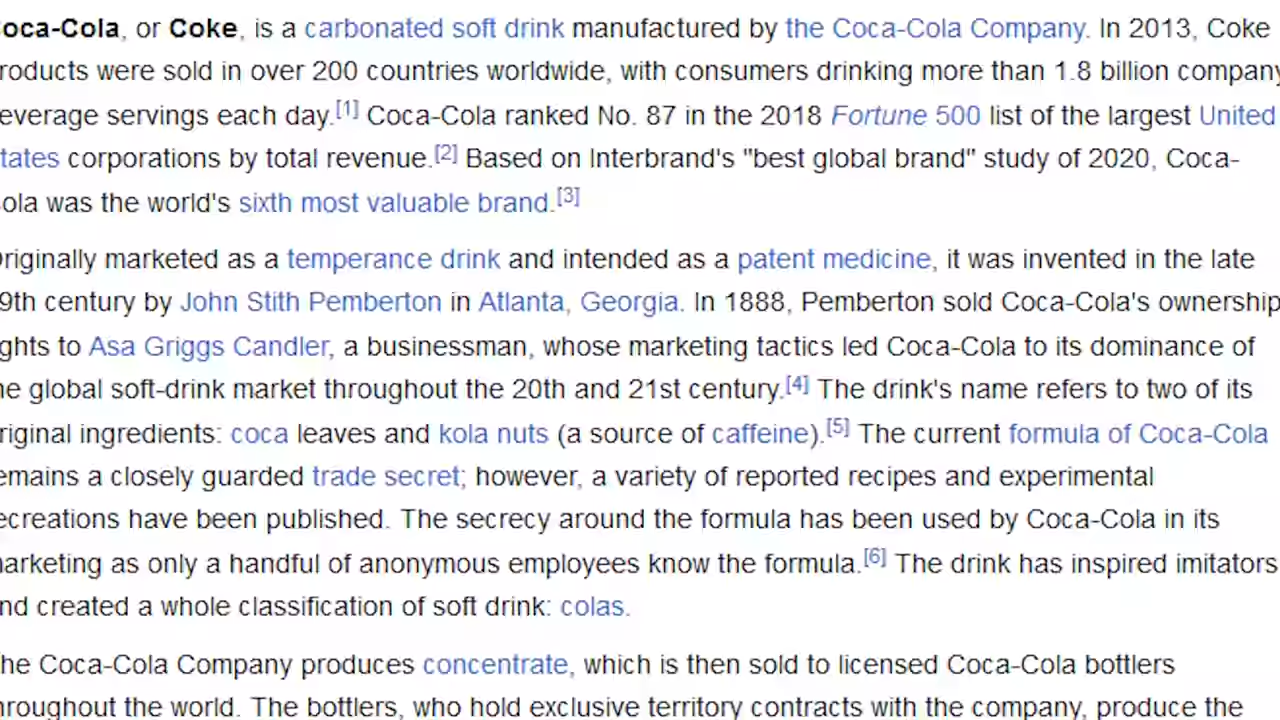 oca-Cola, or Coke, is a carbonated soft drink manufactured by the Coca-Cola Company. In 2013, Coke
roducts were sold in over 200 countries worldwide, with consumers drinking more than 1.8 billion company
everage servings each day.[1] Coca-Cola ranked No. 87 in the 2018 Fortune 500 list of the largest United
tates corporations by total revenue.[2] Based on Interbrand's "best global brand" study of 2020, Coca-
ola was the world's sixth most valuable brand.[3]
riginally marketed as a temperance drink and intended as a patent medicine, it was invented in the late
9th century by John Stith Pemberton in Atlanta, Georgia. In 1888, Pemberton sold Coca-Cola's ownership
ghts to Asa Griggs Candler, a businessman, whose marketing tactics led Coca-Cola to its dominance of
he global soft-drink market throughout the 20th and 21st century.[4] The drink's name refers to two of its
riginal ingredients: coca leaves and kola nuts (a source of caffeine).[5] The current formula of Coca-Cola
emains a closely guarded trade secret; however, a variety of reported recipes and experimental
ecreations have been published. The secrecy around the formula has been used by Coca-Cola in its
arketing as only a handful of anonymous employees know the formula.[6] The drink has inspired imitators
nd created a whole classification of soft drink: colas.
he Coca-Cola Company produces concentrate, which is then sold to licensed Coca-Cola bottlers
hroughout the world. The bottlers, who hold exclusive territory contracts with the company, produce the